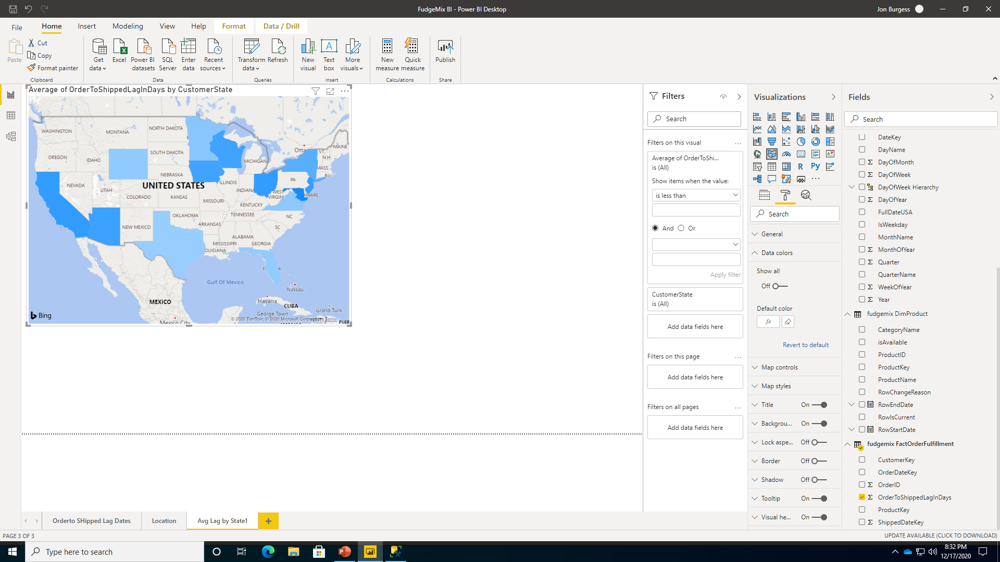 FudgeMix BI - Power BI Desktop
Jon Burgess
File
Home
Insert
Modeling
View
Help
Format
Data / Drill
Paste
Cut
Copy
Format painter
Clipboard
Get data
Excel
Power BI datasets
SQL Server
Enter data
Recent sources
Data
Transform data
Refresh
Queries
New visual
Text box
More visuals
Insert
New measure
Quick measure
Calculations
Publish
Share
Average of OrderToShippedLagInDays by CustomerState
WASHINGTON
MONTANA
NORTH DAKOTA
OREGON
IDAHO
SOUTH DAKOTA
MICHIGAN
Otta
VT.
MAINE
N.H.
MASS.
R.I.
NEBRASKA
UNITED STATES
NEVADA
UTAH
COLORADO
KANSAS
ILLINOIS
INDIANA
PA
WEST
VIRGINI
AWARE
MISSOURI
KENTUCKY
OKLAHOMA
TENNESSEE
NC
NEW MEXICO
ARKANSAS
SC
ALABAMA
MISSISSIPPI
GEORGIA
OUISIANA
F
A
Gulf Of Mexico
Nassau
MEXICO
Havana
CUBA
George Town
Grand Turk
Bing
© 2020 TomTom, © 2020 Microsoft Corporation Terms
Mexico City
JAMAICA
PUER
Filters
Search
Filters on this visual
Average of OrderToShi...
is (All)
Show items when the value:
is less than
And
Or
Apply filter
CustomerState
is (All)
Add data fields here
Filters on this page
Add data fields here
Filters on all pages
Add data fields here
Visualizations
R
Py
123
Search
General
Data colors
Show all
Off
Default color
fx
Revert to default
Map controls
Map styles
Title On
Backgrou... On
Lock aspe... Off
Border Off
Shadow Off
Tooltip On
Visual he... On
Fields
Search
DateKey
DayName
DayOfMonth
DayOfWeek
DayOfWeek Hierarchy
DayOfYear
FullDateUSA
IsWeekday
MonthName
MonthOfYear
Quarter
QuarterName
WeekOfYear
Year
fudgemix DimProduct
CategoryName
isAvailable
ProductID
ProductKey
ProductName
RowChangeReason
RowEndDate
RowIsCurrent
RowStartDate
fudgemix FactOrderFulfillment
CustomerKey
OrderDateKey
OrderID
OrderToShippedLagInDays
ProductKey
ShippedDateKey
Orderto SHipped Lag Dates
Location
Avg Lag by State1
PAGE 3 OF 3
UPDATE AVAILABLE (CLICK TO DOWNLOAD)
Type here to search
8:32 PM
12/17/2020